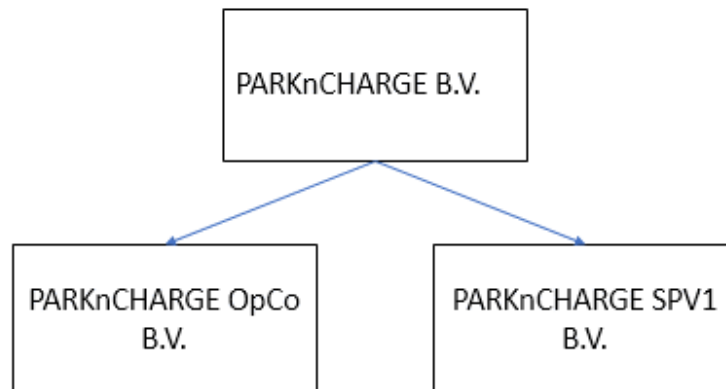 PARKnCHARGE B.V.
PARKnCHARGE OpCo
B.V.
PARKnCHARGE SPV1
B.V.